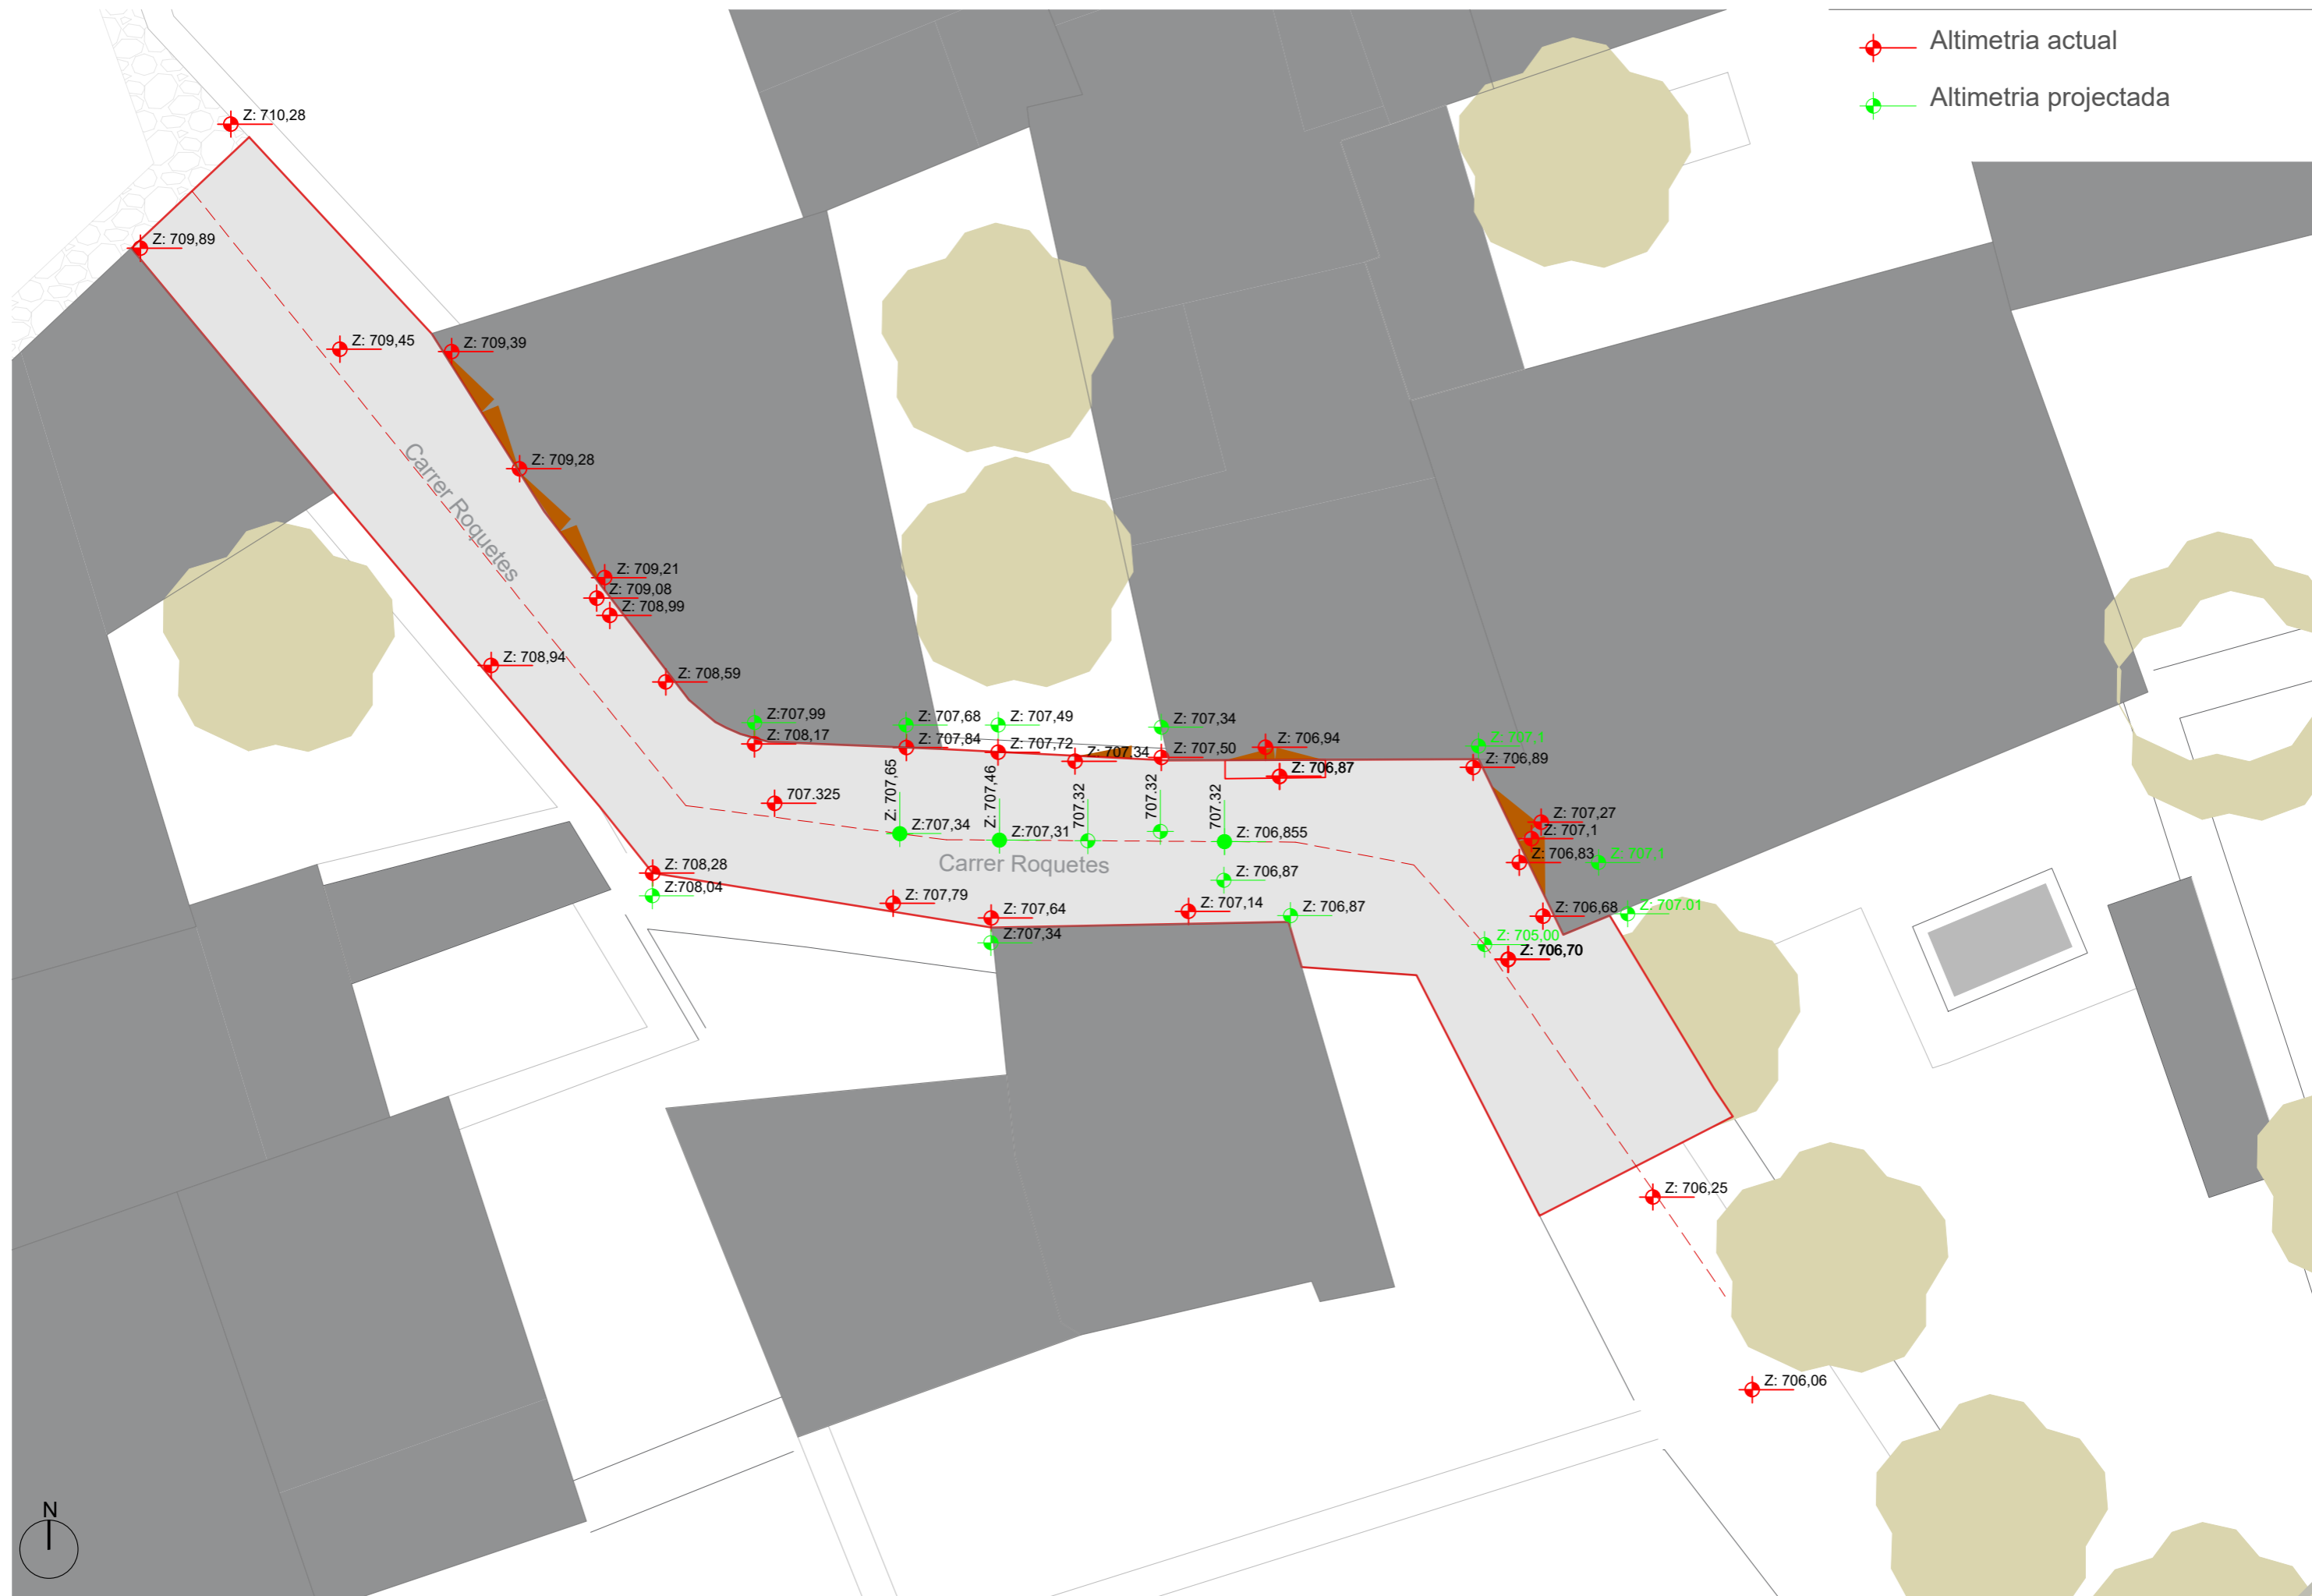 Altimetria actual
Altimetria projectada
Z: 710,28
Z: 709,89
Z: 709,45
Z: 709,39
Z: 709,28
Carrer Roquetes
Z: 709,21
Z: 709,08
Z: 708,99
Z: 708,94
Z: 708,59
Z:707,99
Z: 708,17
Z: 707,68
Z: 707,84
Z: 707,49
Z: 707,72
Z: 707,34
Z: 707,34
Z: 707,50
Z: 706,94
Z: 706,87
Z: 707,1
Z: 706,89
Z: 707,65
Z: 707,46
707.32
707.32
707.32
707.325
Z:707,34
Z:707,31
Z: 706,855
Z: 707,27
Z: 707,1
Z: 706,83
Z: 707,1
Carrer Roquetes
Z: 708,28
Z:708,04
Z: 706,87
Z: 707,79
Z: 707,64
Z: 707,14
Z: 706,87
Z: 706,68
Z: 707.01
Z:707,34
Z: 705,00
Z: 706,70
Z: 706,25
Z: 706,06
N